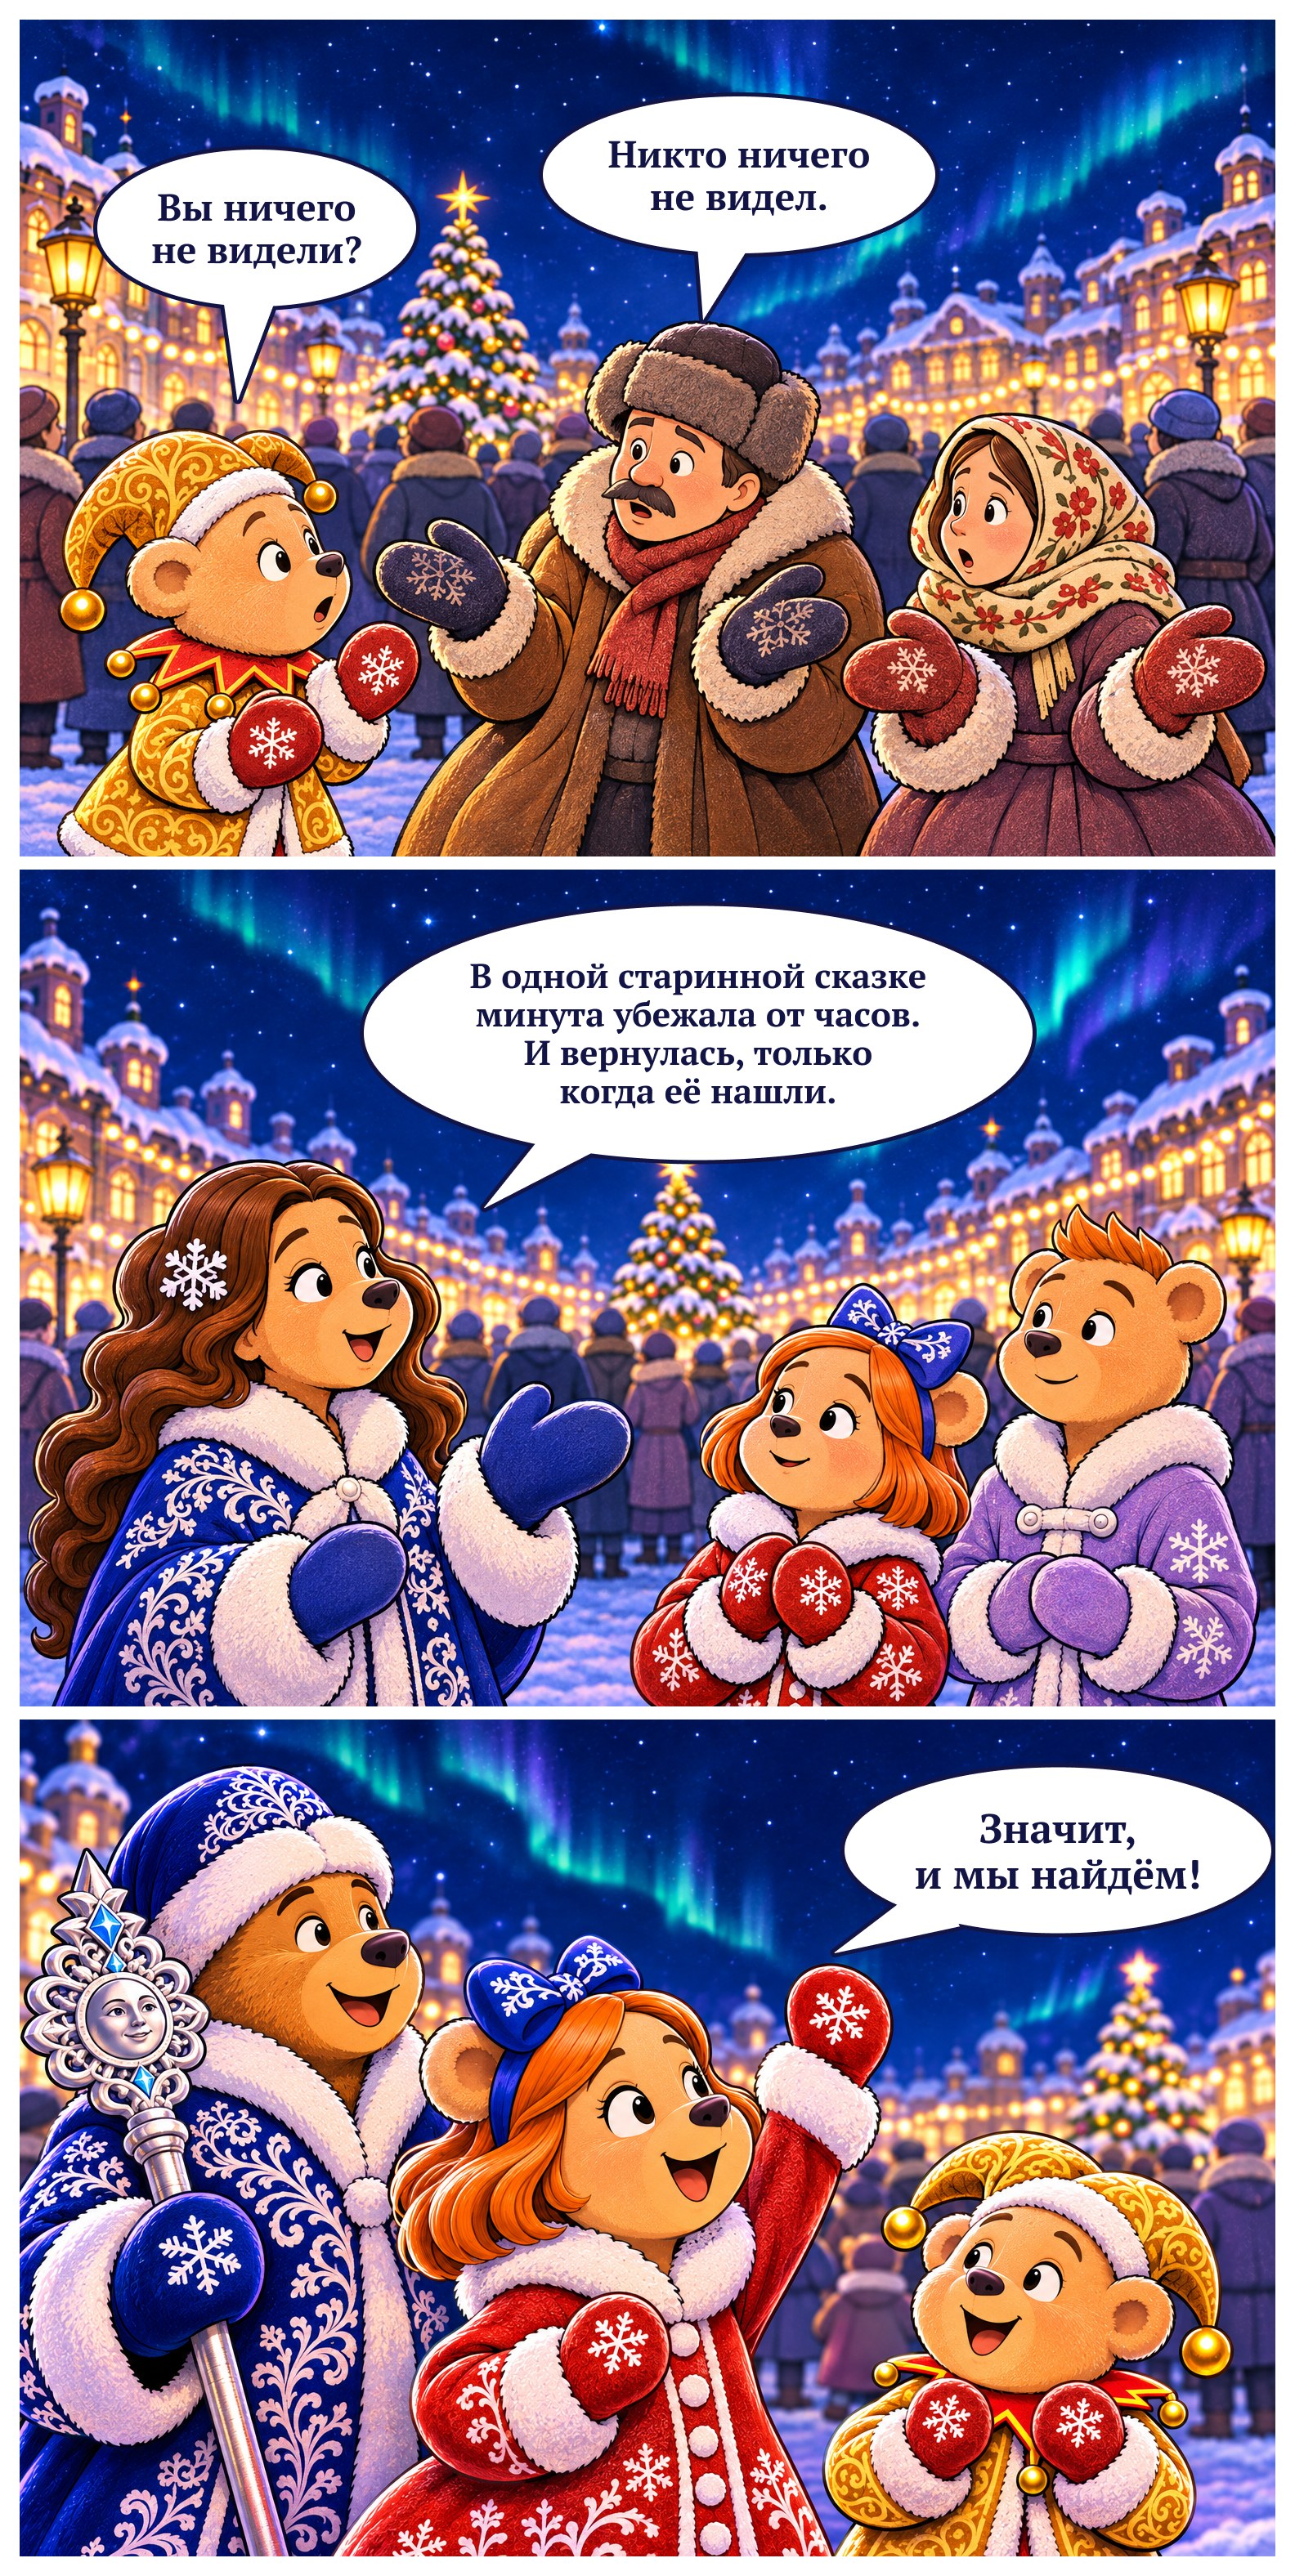 Вы ничего
не видели?
Никто ничего
не видел.
В одной старинной сказке
минута убежала от часов.
И вернулась, только
когда её нашли.
Значит,
и мы найдём!